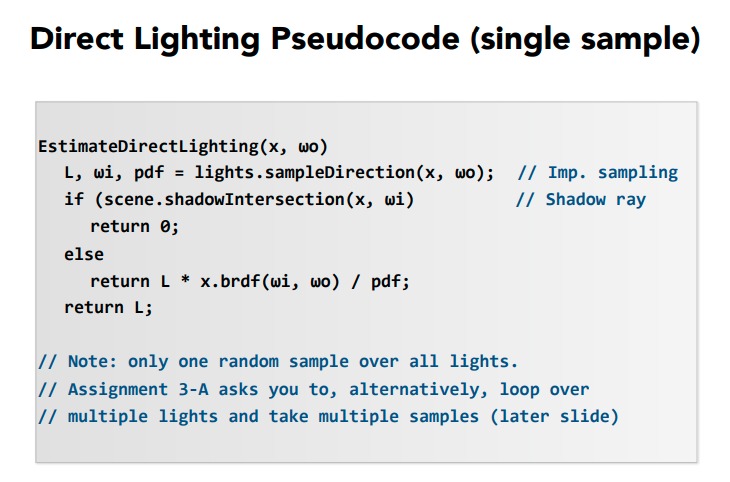 Direct Lighting Pseudocode (single sample)
EstimateDirectLighting(x, ωo)
L, ωi, pdf = lights.sampleDirection(x, ωo);  // Imp. sampling
if (scene.shadowIntersection(x, ωi)  // Shadow ray
return 0;
else
return L * x.brdf(ωi, ωo) / pdf;
return L;
// Note: only one random sample over all lights.
// Assignment 3-A asks you to, alternatively, loop over
// multiple lights and take multiple samples (later slide)